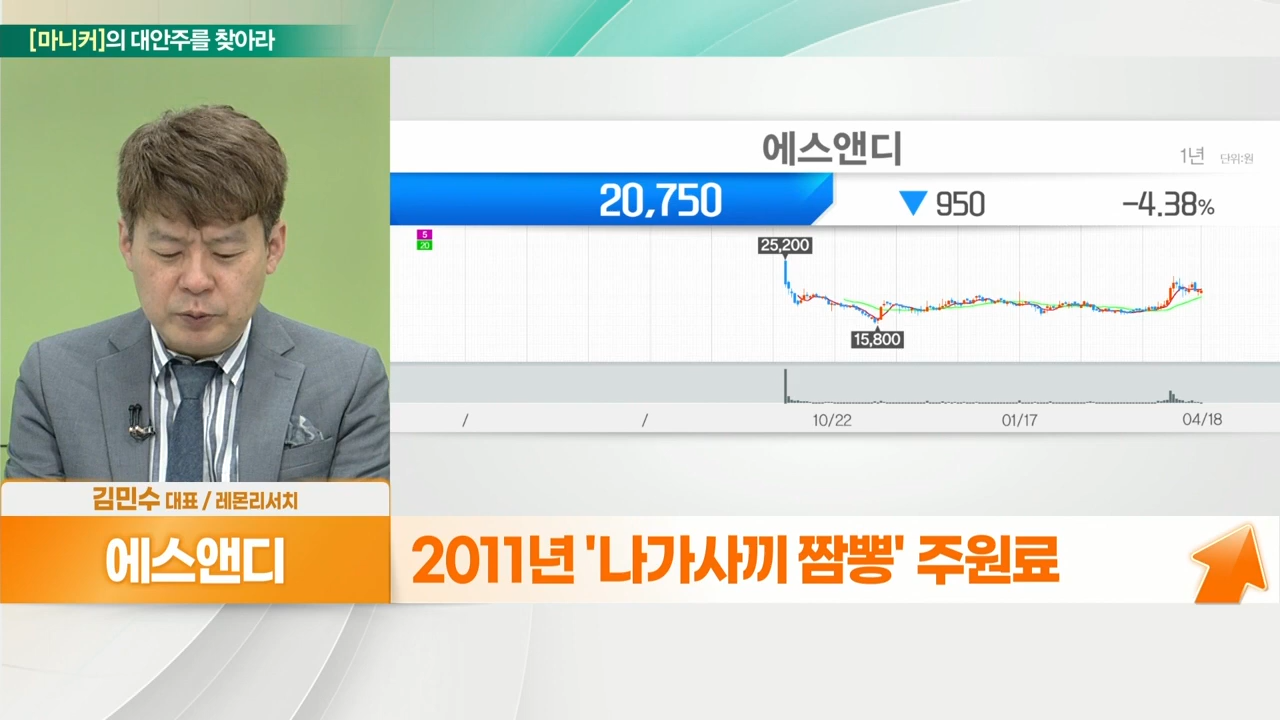 [마니커]의 대안주를 찾아라
에스앤디
1년 단위:원
20,750 ▼ 950 -4.38%
5
20
25,200
15,800
/ / 10/22 01/17 04/18
김민수 대표 / 레몬리서치
에스앤디
2011년 '나가사끼 짬뽕' 주원료